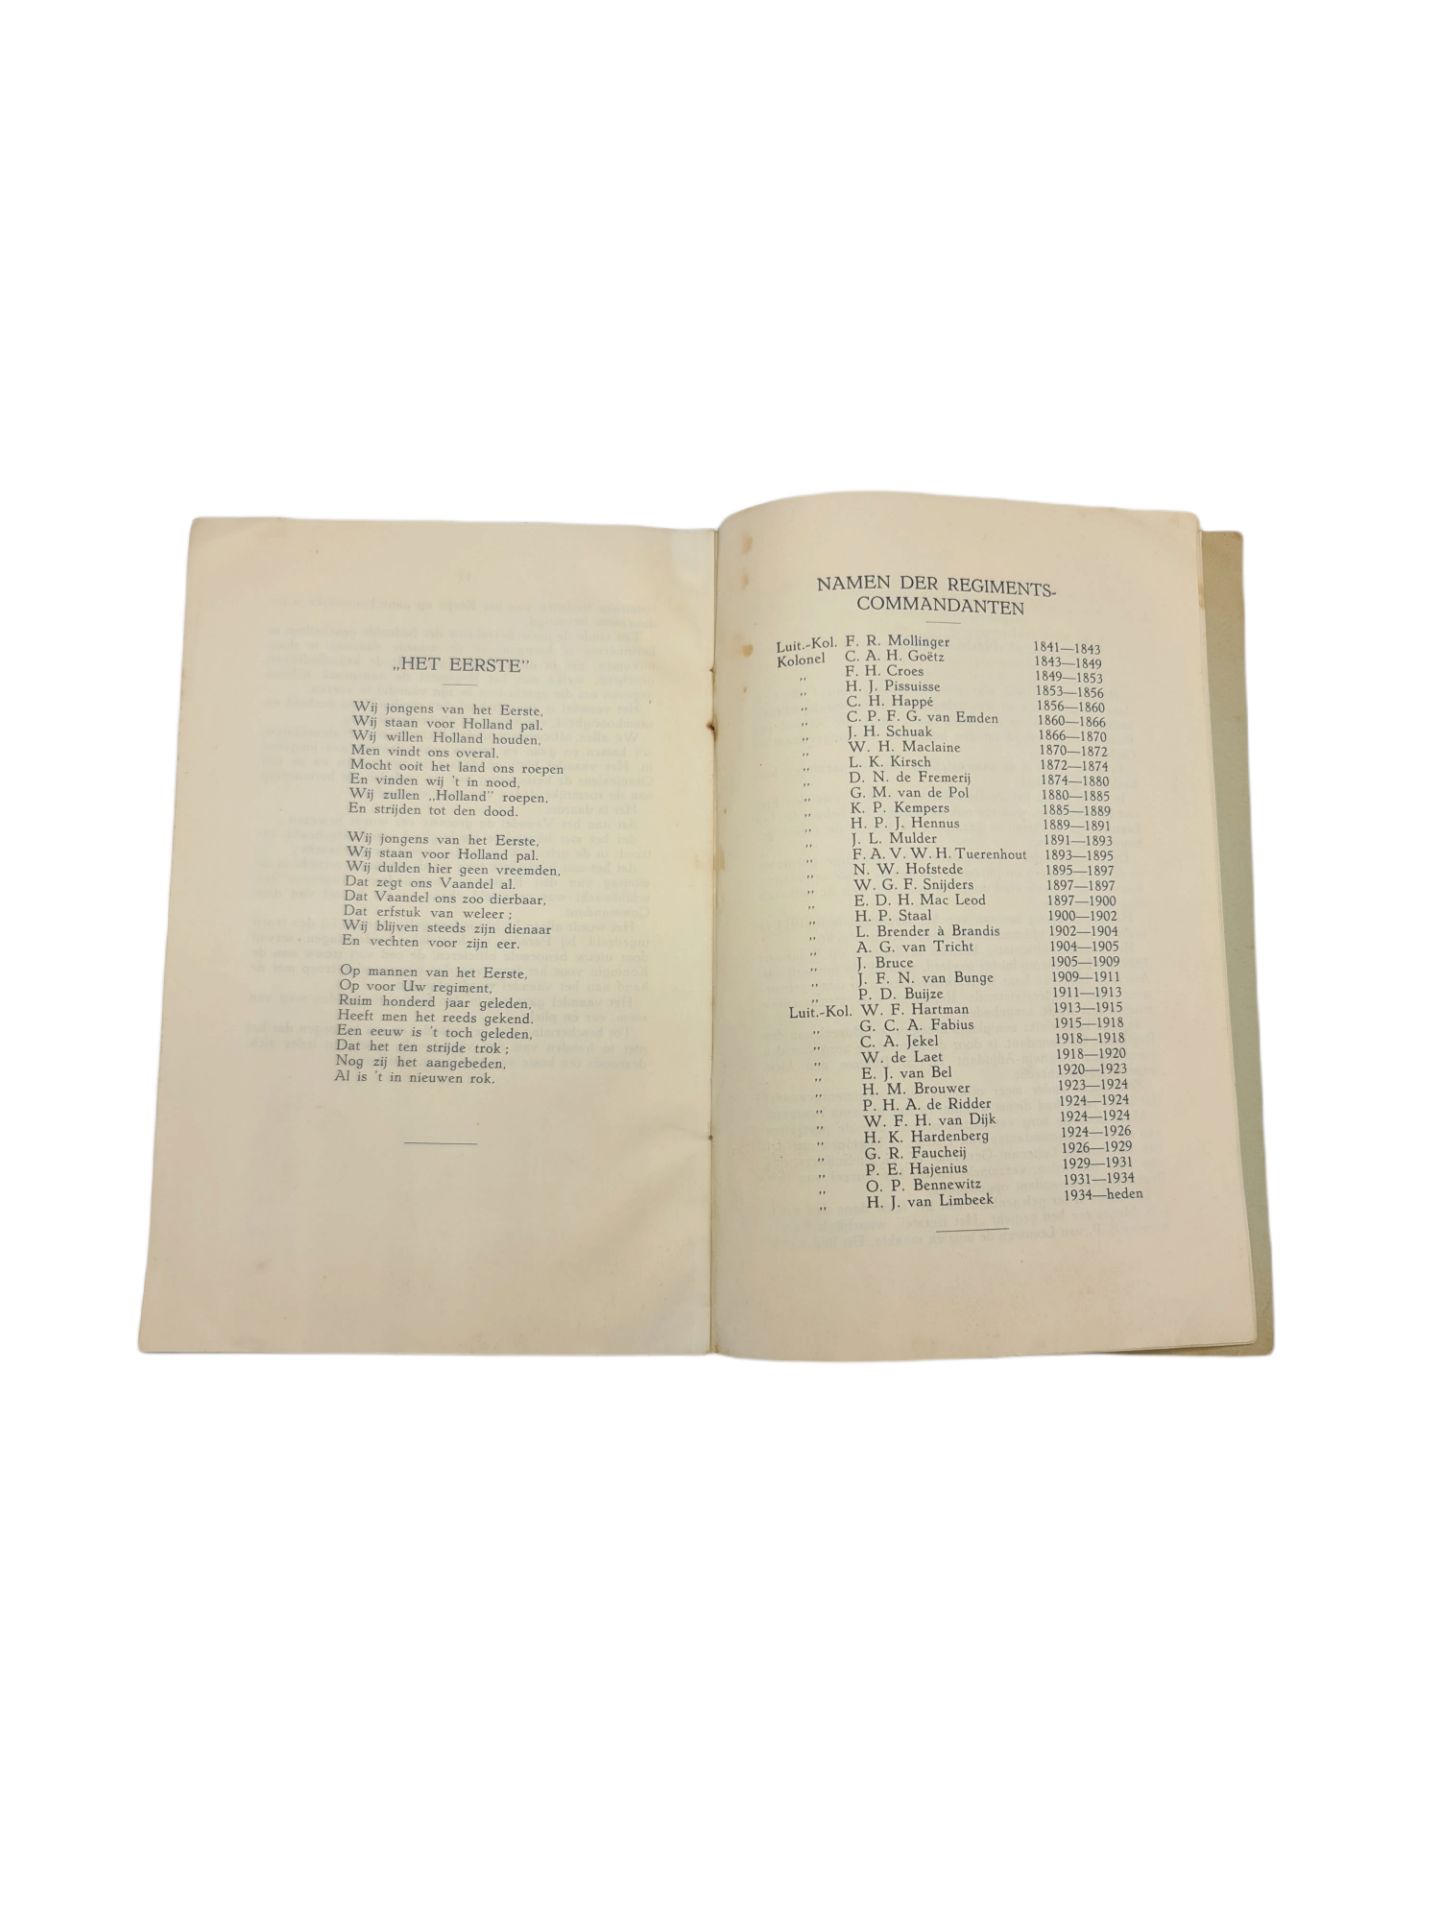 „HET EERSTE”
Wij jongens van het Eerste,
Wij staan voor Holland pal.
Wij willen Holland houden,
Men vindt ons overal.
Mocht ooit het land ons roepen
En vinden wij 't in nood,
Wij zullen „Holland” roepen,
En strijden tot den dood.
Wij jongens van het Eerste,
Wij staan voor Holland pal.
Wij dulden hier geen vreemden,
Dat zegt ons Vaandel al.
Dat Vaandel ons zoo dierbaar,
Dat erfstuk van weleer ;
Wij blijven steeds zijn dienaar
En vechten voor zijn eer.
Op mannen van het Eerste,
Op voor Uw regiment,
Ruim honderd jaar geleden,
Heeft men het reeds gekend.
Een eeuw is 't toch geleden,
Dat het ten strijde trok ;
Nog zij het aangebeden,
Al is 't in nieuwen rok.
NAMEN DER REGIMENTS-
COMMANDANTEN
Luit.-Kol. F. R. Mollinger 1841—1843
Kolonel C. A. H. Goëtz 1843—1849
„ F. H. Croes 1849—1853
„ H. J. Pissuisse 1853—1856
„ C. H. Happé 1856—1860
„ C. P. F. G. van Emden 1860—1866
„ J. H. Schuak 1866—1870
„ W. H. Maclaine 1870—1872
„ L. K. Kirsch 1872—1874
„ D. N. de Fremerij 1874—1880
„ G. M. van de Pol 1880—1885
„ K. P. Kempers 1885—1889
„ H. P. J. Hennus 1889—1891
„ J. L. Mulder 1891—1893
„ F. A. V. W. H. Tuerenhout 1893—1895
„ N. W. Hofstede 1895—1897
„ W. G. F. Snijders 1897—1897
„ E. D. H. Mac Leod 1897—1900
„ H. P. Staal 1900—1902
„ L. Brender à Brandis 1902—1904
„ A. G. van Tricht 1904—1905
„ J. Bruce 1905—1909
„ J. F. N. van Bunge 1909—1911
„ P. D. Buijze 1911—1913
Luit.-Kol. W. F. Hartman 1913—1915
„ G. C. A. Fabius 1915—1918
„ C. A. Jekel 1918—1918
„ W. de Laet 1918—1920
„ E. J. van Bel 1920—1923
„ H. M. Brouwer 1923—1924
„ P. H. A. de Ridder 1924—1924
„ W. F. H. van Dijk 1924—1924
„ H. K. Hardenberg 1924—1926
„ G. R. Faucheij 1926—1929
„ P. E. Hajenius 1929—1931
„ O. P. Bennewitz 1931—1934
„ H. J. van Limbeek 1934—heden